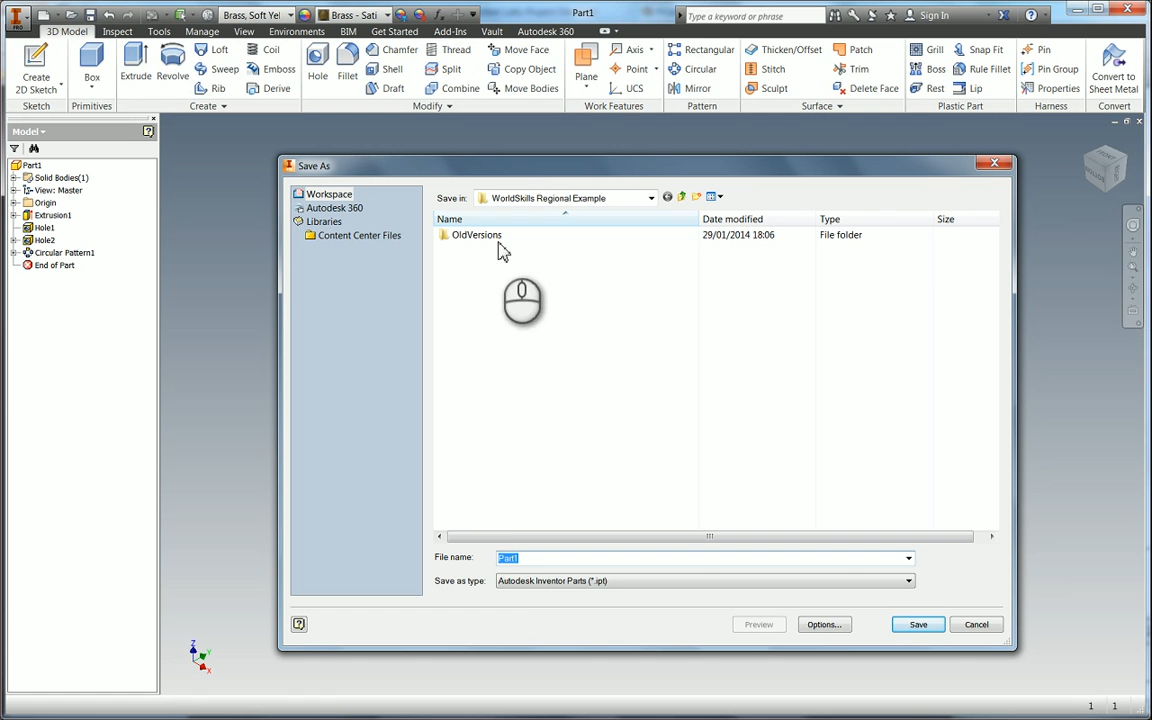 Brass, Soft Yel
Brass - Sati
Part1
Type a keyword or phrase
Sign In
PRO
3D Model
Inspect
Tools
Manage
View
Environments
BIM
Get Started
Add-Ins
Vault
Autodesk 360
Create
2D Sketch
Box
Extrude
Revolve
Loft
Sweep
Rib
Coil
Emboss
Derive
Hole
Fillet
Chamfer
Shell
Draft
Thread
Split
Combine
Move Face
Copy Object
Move Bodies
Plane
Axis
Point
UCS
Rectangular
Circular
Mirror
Thicken/Offset
Stitch
Sculpt
Patch
Trim
Delete Face
Grill
Boss
Rest
Snap Fit
Rule Fillet
Lip
Pin
Pin Group
Properties
Convert to
Sheet Metal
Sketch
Primitives
Create
Modify
Work Features
Pattern
Surface
Plastic Part
Harness
Convert
Model
Part1
Solid Bodies(1)
View: Master
Origin
Extrusion1
Hole1
Hole2
Circular Pattern1
End of Part
Save As
Workspace
Autodesk 360
Libraries
Content Center Files
Save in:
WorldSkills Regional Example
Name
Date modified
Type
Size
OldVersions
29/01/2014 18:06
File folder
File name:
Part1
Save as type:
Autodesk Inventor Parts (*.ipt)
Preview
Options...
Save
Cancel
FRONT
Z
Y
X
1
1